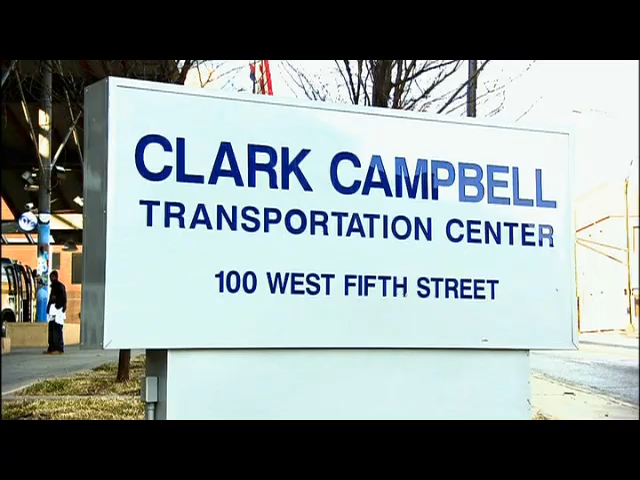 CLARK CAMPBELL
TRANSPORTATION CENTER
100 WEST FIFTH STREET